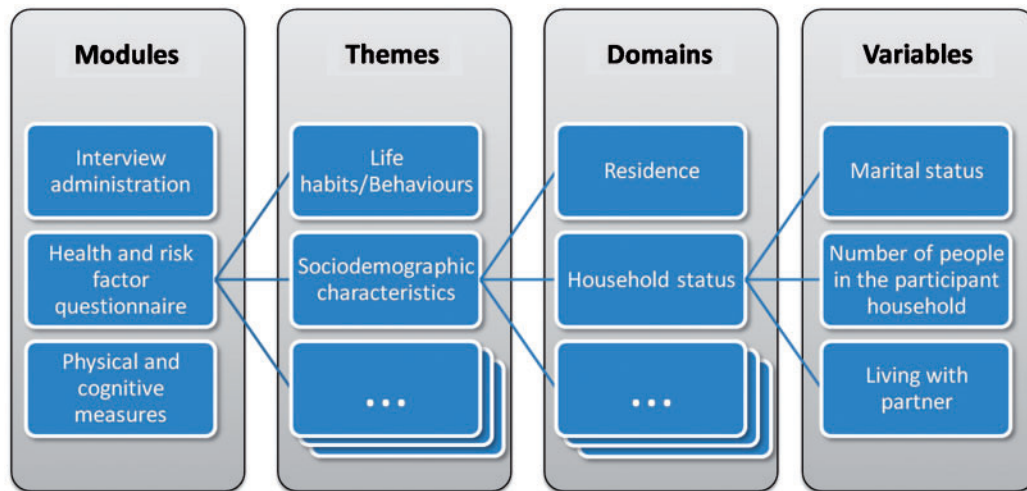 Modules
Interview
administration
Health and risk
factor
questionnaire
Physical and
cognitive
measures
Themes
Life
habits/Behaviours
Sociodemographic
characteristics
...
Domains
Residence
Household status
...
Variables
Marital status
Number of people
in the participant
household
Living with
partner